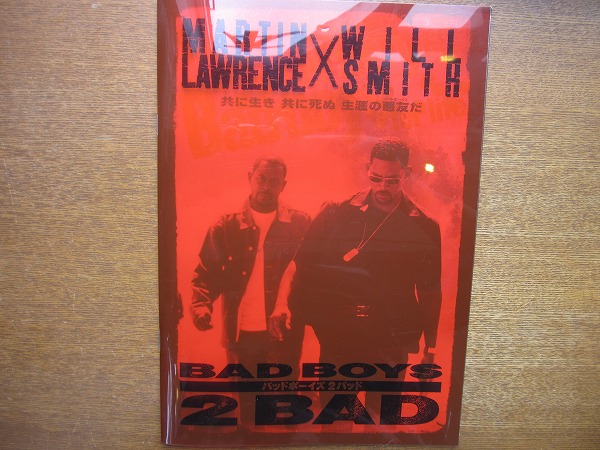 MARTIN WILL
LAWRENCE X SMITH
共に生き 共に死ぬ 生涯の悪友だ
BAD BOYS
バッドボーイズ 2バッド
2 BAD